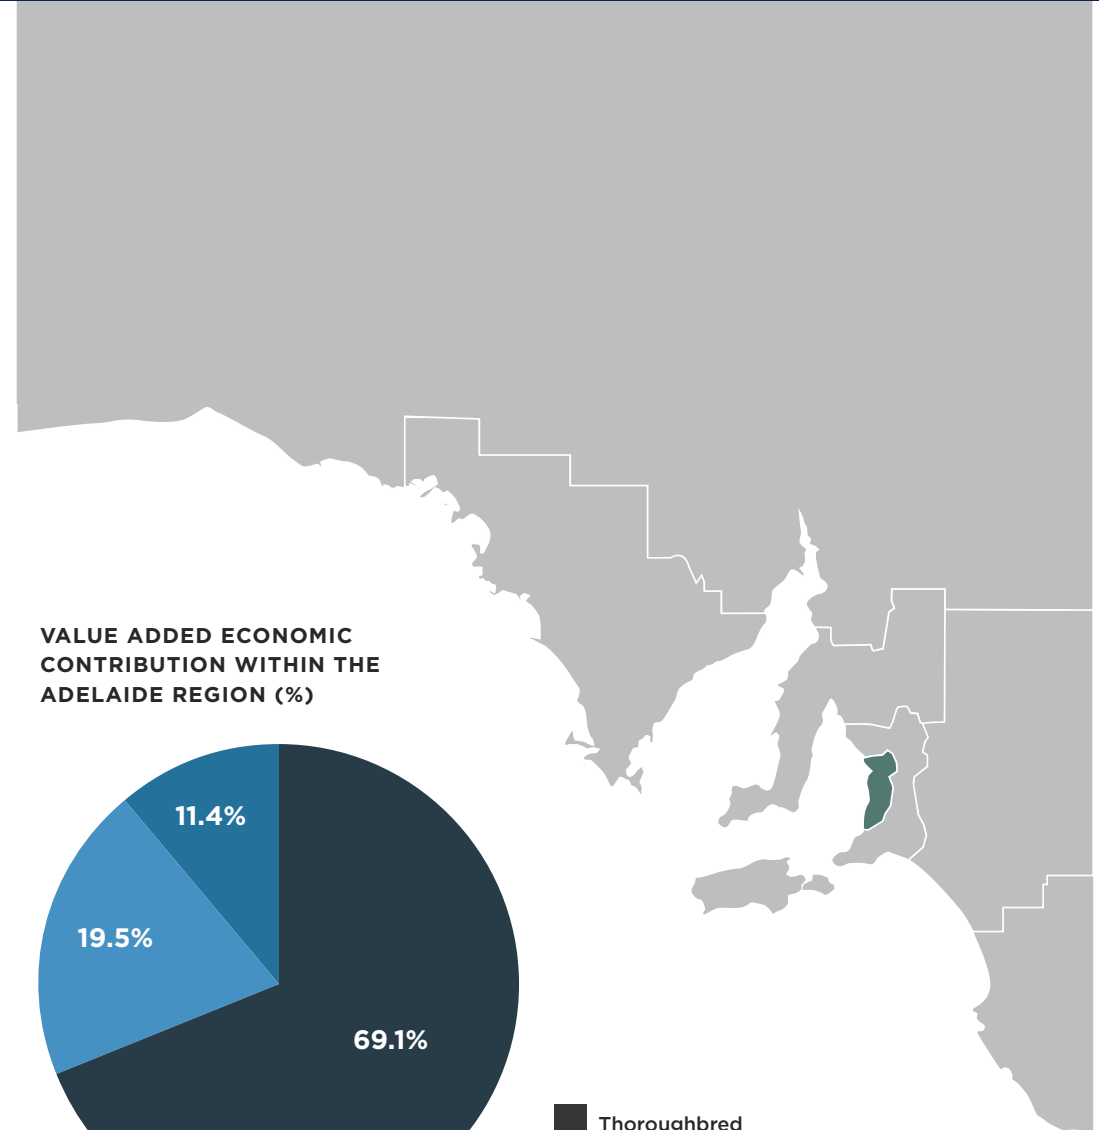 VALUE ADDED ECONOMIC
CONTRIBUTION WITHIN THE
ADELAIDE REGION (%)
11.4%
19.5%
69.1%
Thoroughbred